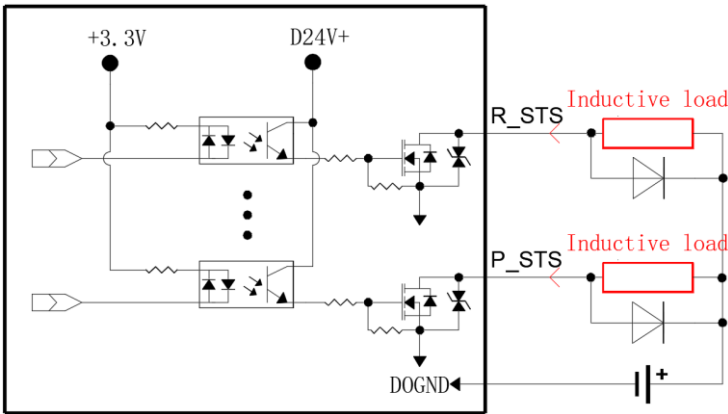 +3.3V
D24V+
R_STS
Inductive load
P_STS
Inductive load
DOGND
+